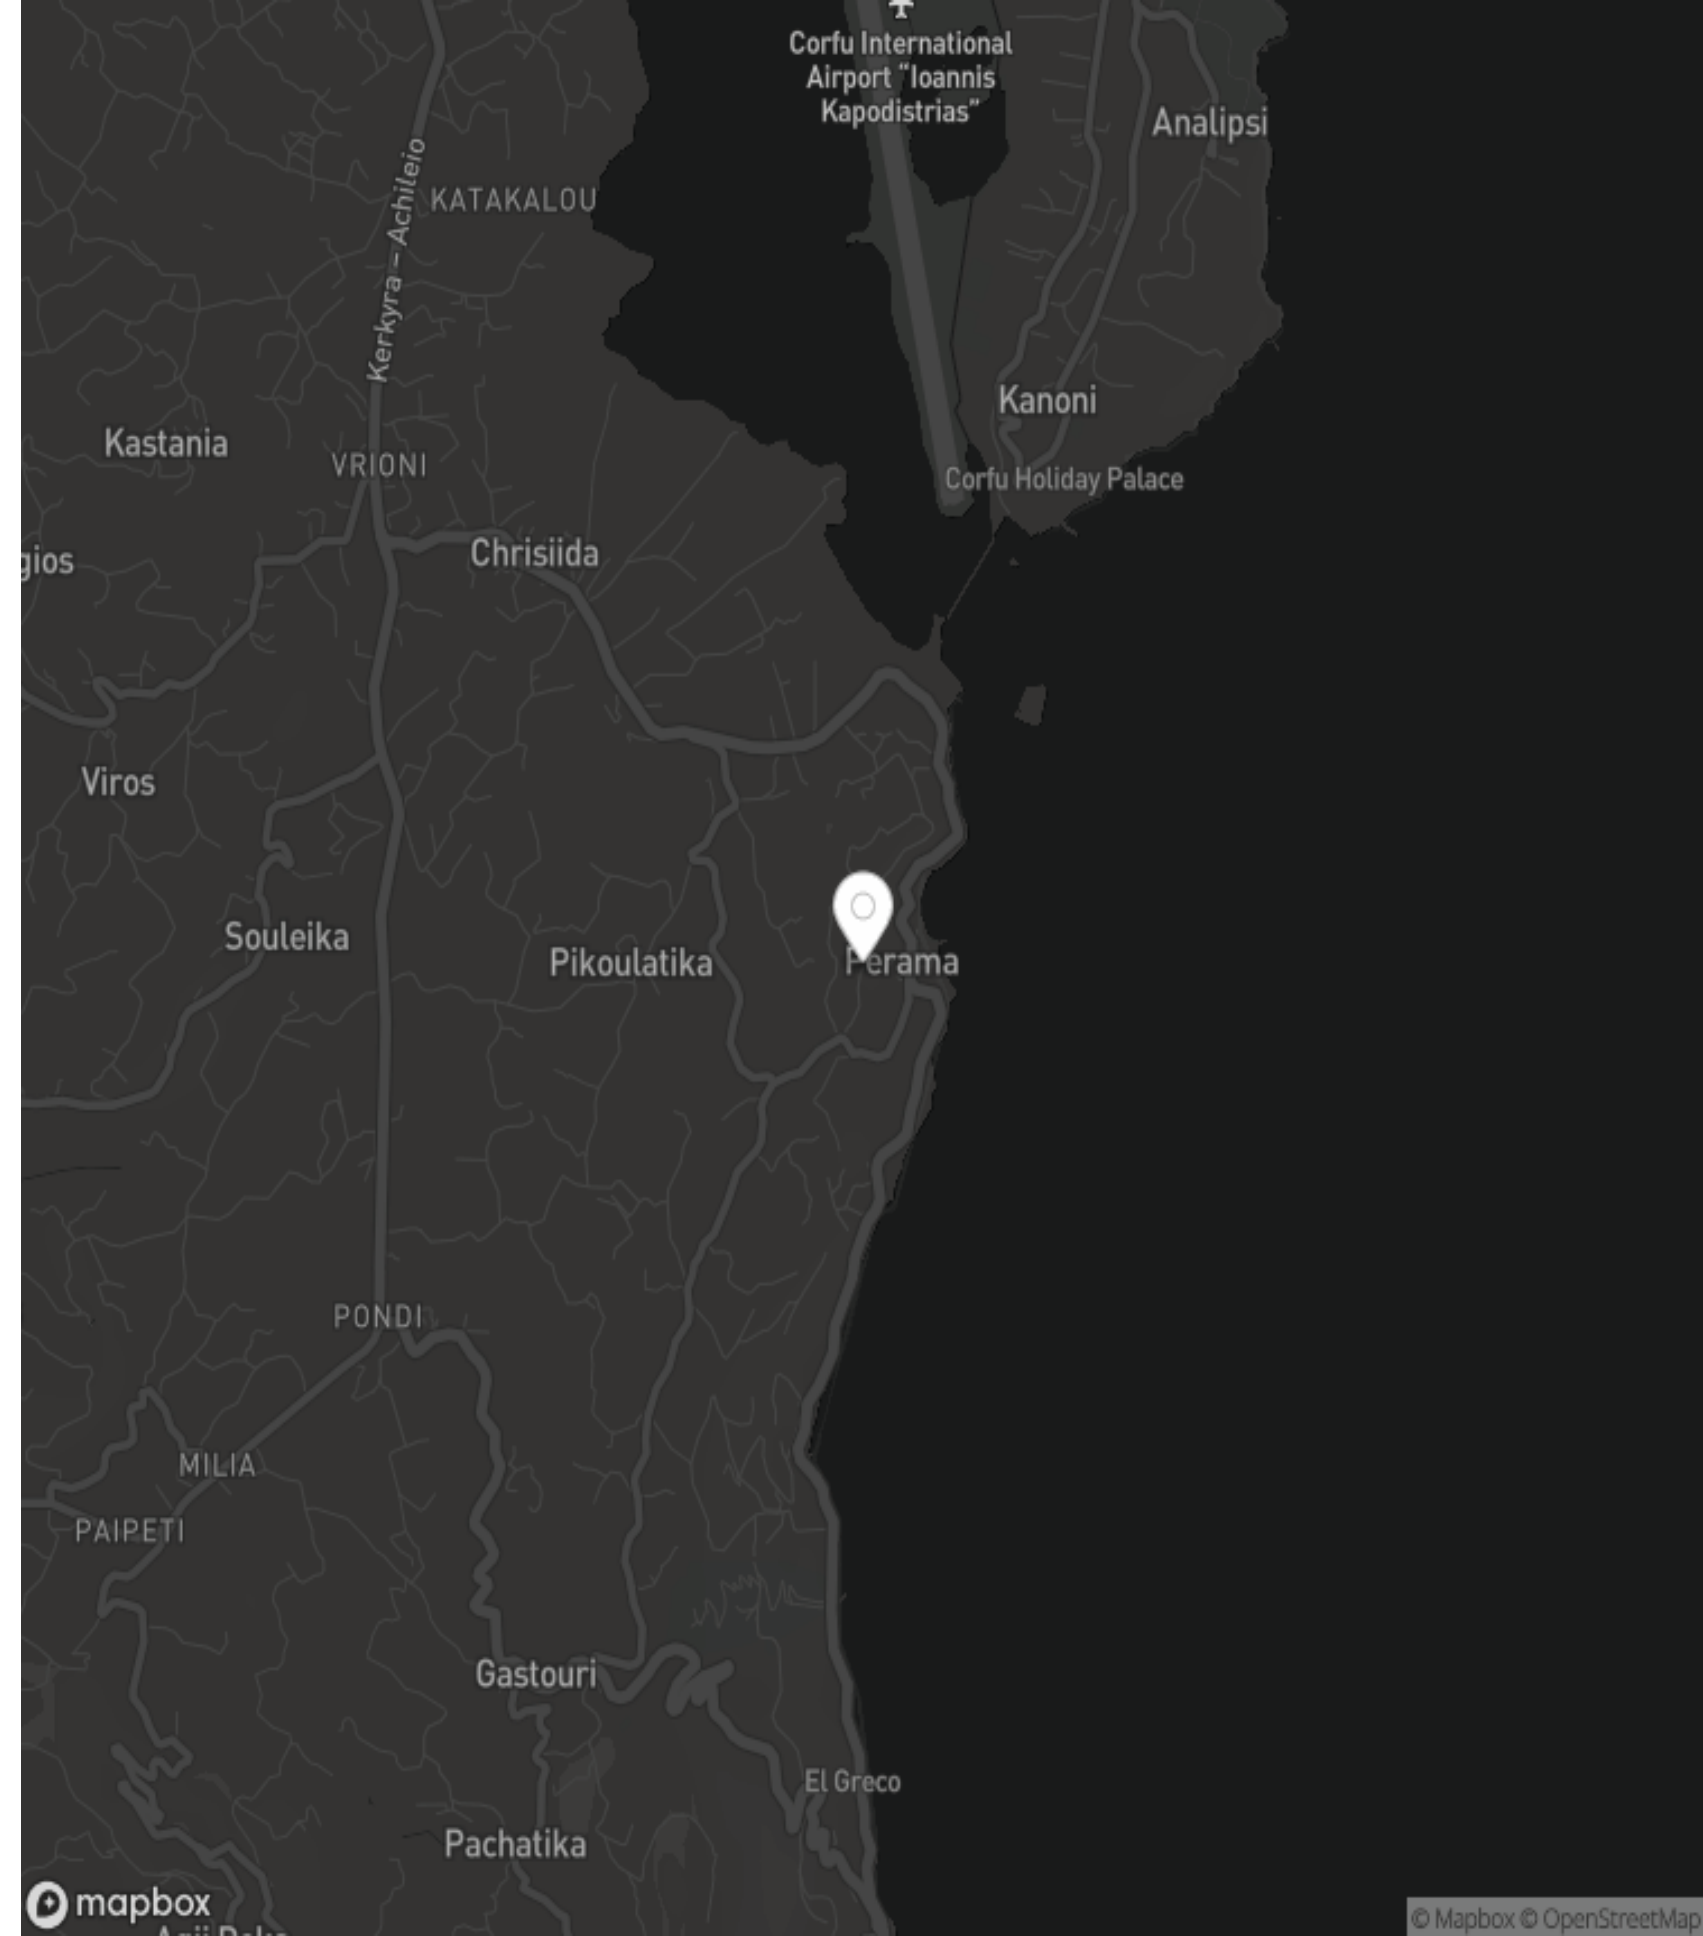 Corfu International
Airport “Ioannis
Kapodistrias”
Analipsi
Kerkyra – Achileio
KATAKALOU
Kanoni
Kastania
VRIONI
Corfu Holiday Palace
Chrisiida
gios
Viros
Souleika
Pikoulatika
Perama
PONDI
MILIA
PAIPETI
Gastouri
El Greco
Pachatika
mapbox
© Mapbox © OpenStreetMap